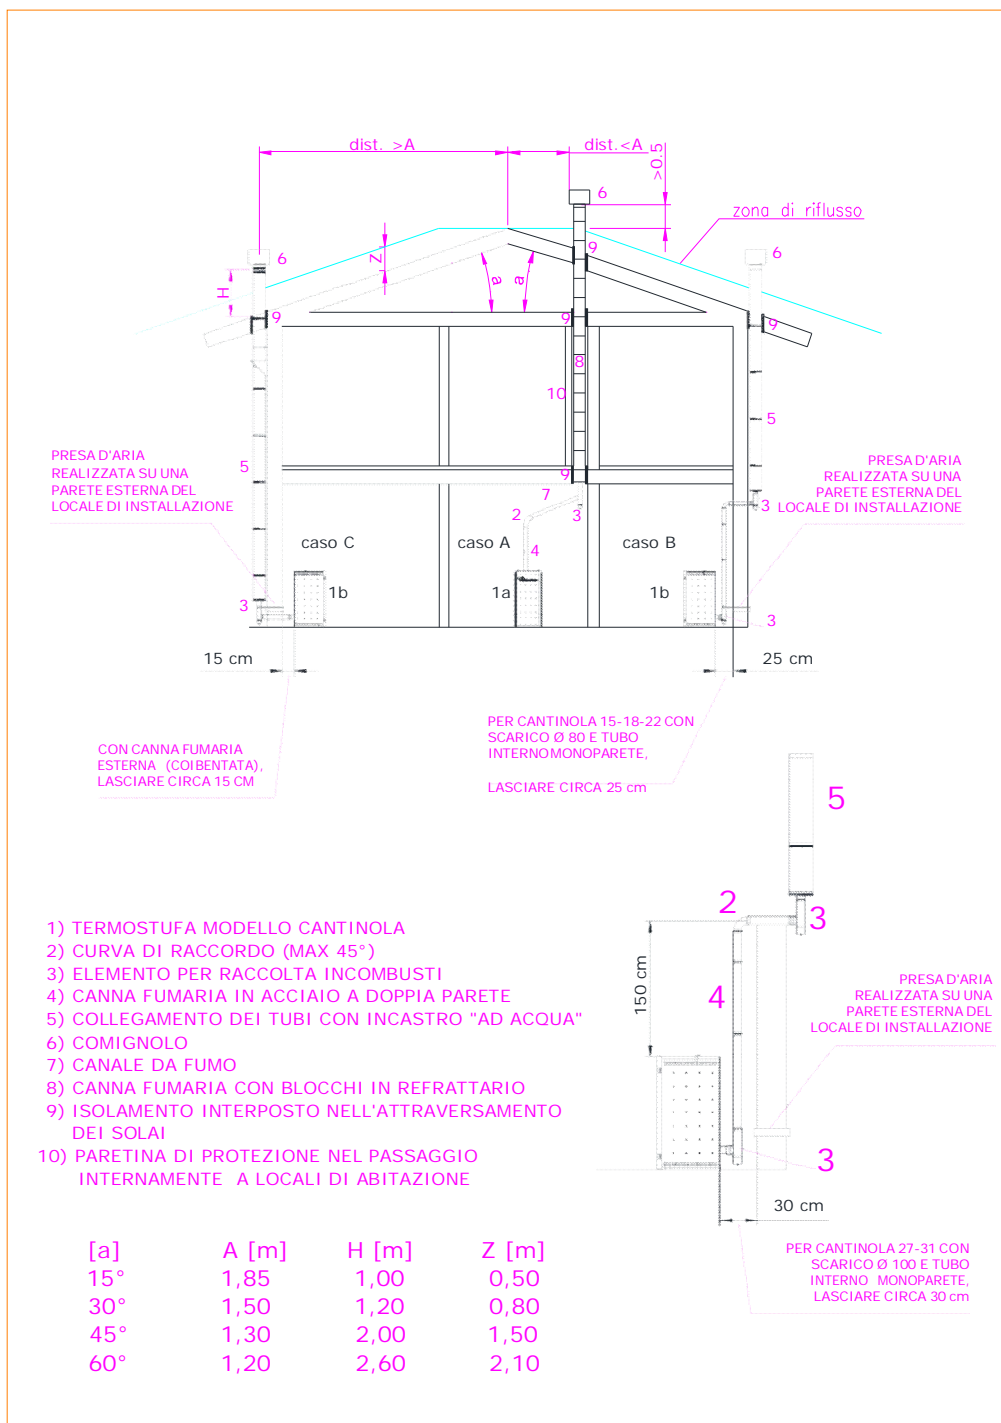 dist. >A
dist.<A
>0.5
6
zona di riflusso
9
6
6
Z
a
a
H
9
9
9
8
10
5
5
PRESA D'ARIA
REALIZZATA SU UNA
PARETE ESTERNA DEL
LOCALE DI INSTALLAZIONE
PRESA D'ARIA
REALIZZATA SU UNA
PARETE ESTERNA DEL
LOCALE DI INSTALLAZIONE
9
7
3
3
2
4
caso C
caso A
caso B
1b
1a
1b
3
3
15 cm
25 cm
CON CANNA FUMARIA
ESTERNA (COIBENTATA),
LASCIARE CIRCA 15 CM
PER CANTINOLA 15-18-22 CON
SCARICO Ø 80 E TUBO
INTERNOMONOPARETE,
LASCIARE CIRCA 25 cm
5
2
3
150 cm
4
PRESA D'ARIA
REALIZZATA SU UNA
PARETE ESTERNA DEL
LOCALE DI INSTALLAZIONE
3
30 cm
PER CANTINOLA 27-31 CON
SCARICO Ø 100 E TUBO
INTERNO MONOPARETE,
LASCIARE CIRCA 30 cm
1) TERMOSTUFA MODELLO CANTINOLA
2) CURVA DI RACCORDO (MAX 45°)
3) ELEMENTO PER RACCOLTA INCOMBUSTI
4) CANNA FUMARIA IN ACCIAIO A DOPPIA PARETE
5) COLLEGAMENTO DEI TUBI CON INCASTRO "AD ACQUA"
6) COMIGNOLO
7) CANALE DA FUMO
8) CANNA FUMARIA CON BLOCCHI IN REFRATTARIO
9) ISOLAMENTO INTERPOSTO NELL'ATTRAVERSAMENTO
DEI SOLAI
10) PARETINA DI PROTEZIONE NEL PASSAGGIO
INTERNAMENTE A LOCALI DI ABITAZIONE
[a] A [m] H [m] Z [m]
15° 1,85 1,00 0,50
30° 1,50 1,20 0,80
45° 1,30 2,00 1,50
60° 1,20 2,60 2,10